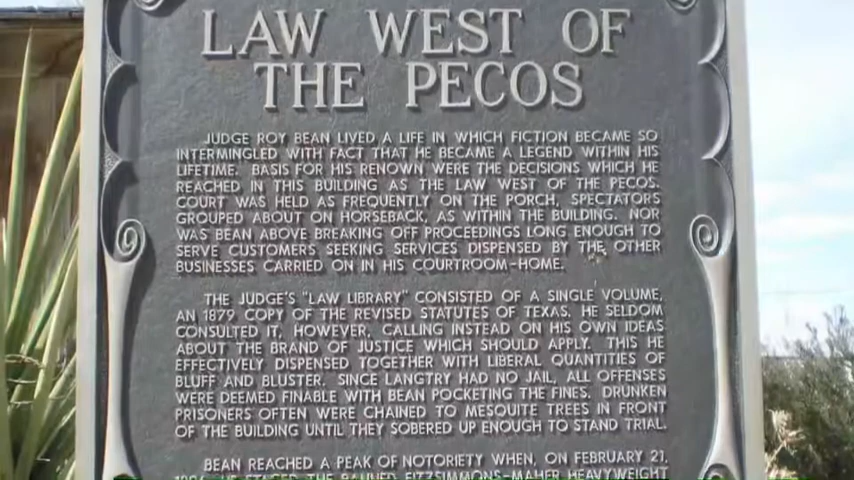 LAW WEST OF
THE PECOS
JUDGE ROY BEAN LIVED A LIFE IN WHICH FICTION BECAME SO
INTERMINGLED WITH FACT THAT HE BECAME A LEGEND WITHIN HIS
LIFETIME. BASIS FOR HIS RENOWN WERE THE DECISIONS WHICH HE
REACHED IN THIS BUILDING AS THE LAW WEST OF THE PECOS.
COURT WAS HELD AS FREQUENTLY ON THE PORCH, SPECTATORS
GROUPED ABOUT ON HORSEBACK, AS WITHIN THE BUILDING. NOR
WAS BEAN ABOVE BREAKING OFF PROCEEDINGS LONG ENOUGH TO
SERVE CUSTOMERS SEEKING SERVICES DISPENSED BY THE OTHER
BUSINESSES CARRIED ON IN HIS COURTROOM-HOME.
THE JUDGE'S "LAW LIBRARY" CONSISTED OF A SINGLE VOLUME,
AN 1879 COPY OF THE REVISED STATUTES OF TEXAS. HE SELDOM
CONSULTED IT, HOWEVER, CALLING INSTEAD ON HIS OWN IDEAS
ABOUT THE BRAND OF JUSTICE WHICH SHOULD APPLY. THIS HE
EFFECTIVELY DISPENSED TOGETHER WITH LIBERAL QUANTITIES OF
BLUFF AND BLUSTER. SINCE LANGTRY HAD NO JAIL, ALL OFFENSES
WERE DEEMED FINABLE WITH BEAN POCKETING THE FINES. DRUNKEN
PRISONERS OFTEN WERE CHAINED TO MESQUITE TREES IN FRONT
OF THE BUILDING UNTIL THEY SOBERED UP ENOUGH TO STAND TRIAL.
BEAN REACHED A PEAK OF NOTORIETY WHEN, ON FEBRUARY 21,
HE STAGED THE BANNED FITZSIMMONS-MAHER HEAVYWEIGHT